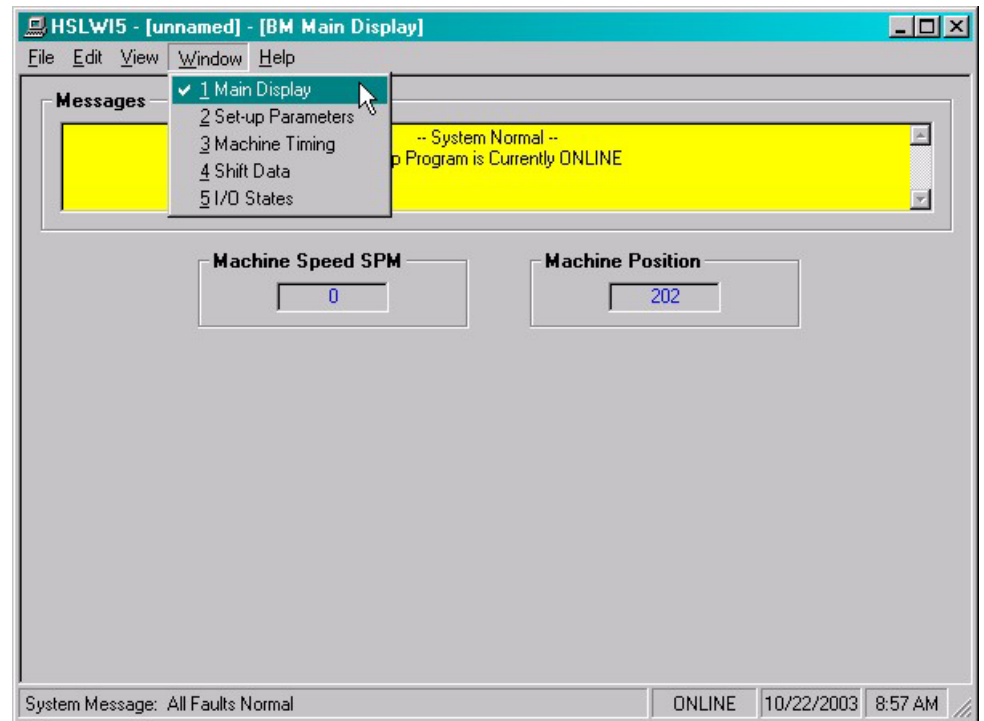 HSLWI5 - [unnamed] - [BM Main Display]
File Edit View Window Help
1 Main Display
2 Set-up Parameters
3 Machine Timing
4 Shift Data
5 I/O States
Messages
-- System Normal --
p Program is Currently ONLINE
Machine Speed SPM
0
Machine Position
202
System Message: All Faults Normal ONLINE 10/22/2003 8:57 AM